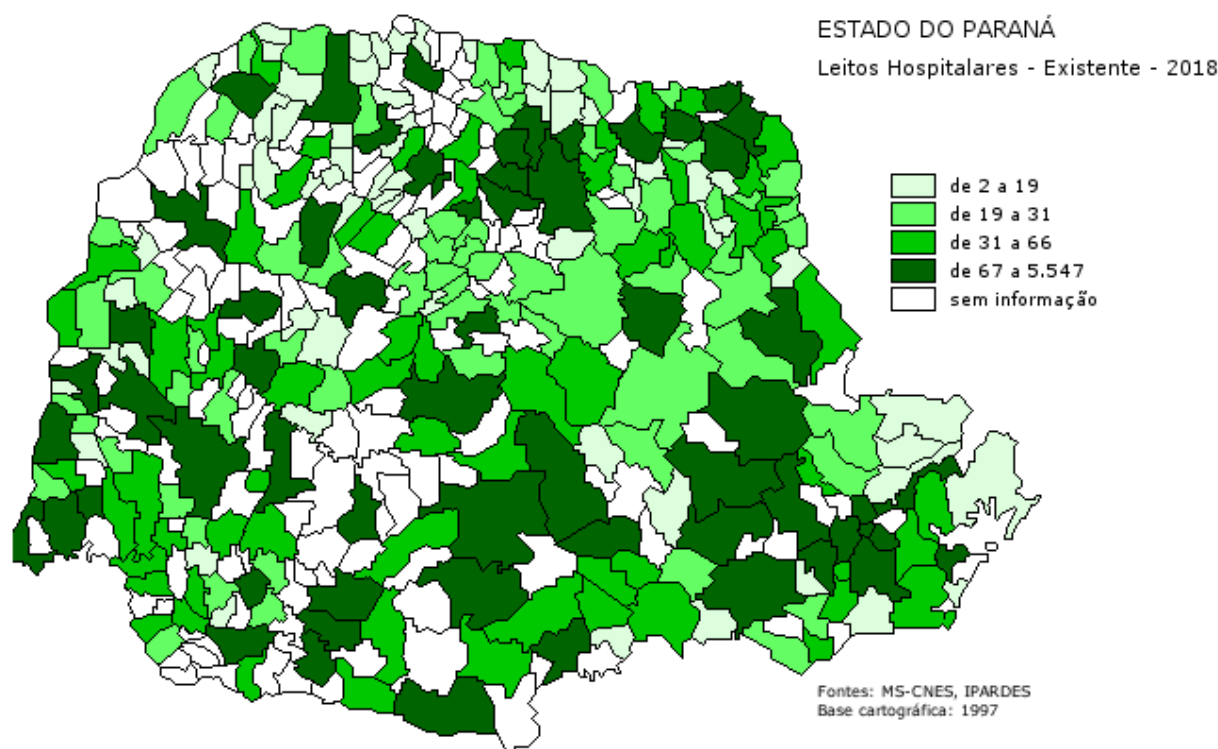 ESTADO DO PARANÁ
Leitos Hospitalares - Existente - 2018
de 2 a 19
de 19 a 31
de 31 a 66
de 67 a 5.547
sem informação
Fontes: MS-CNES, IPARDES
Base cartográfica: 1997